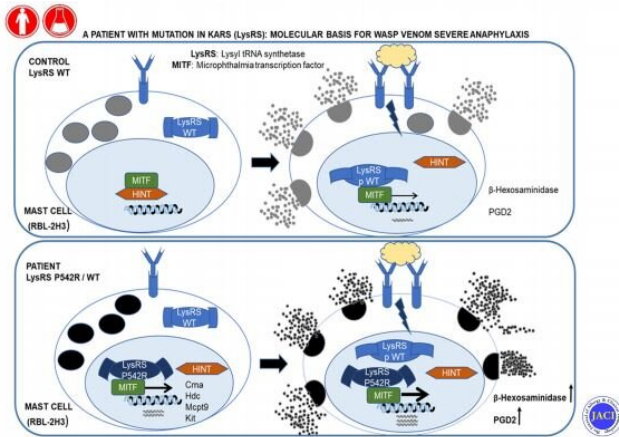 A PATIENT WITH MUTATION IN KARS (LysRS): MOLECULAR BASIS FOR WASP VENOM SEVERE ANAPHYLAXIS
CONTROL
LysRS WT
LysRS: Lysyl tRNA synthetase
MITF: Microphthalmia transcription factor
LysRS
WT
MITF
HINT
MAST CELL
(RBL-2H3)
LysRS
p WT
MITF
HINT
β-Hexosaminidase
PGD2
PATIENT
LysRS P542R / WT
LysRS
WT
LysRS
P542R
MITF
HINT
Cma
Hdc
Mcpt9
Kit
MAST CELL
(RBL-2H3)
LysRS
p WT
LysRS
P542R
MITF
HINT
β-Hexosaminidase
PGD2
JACI